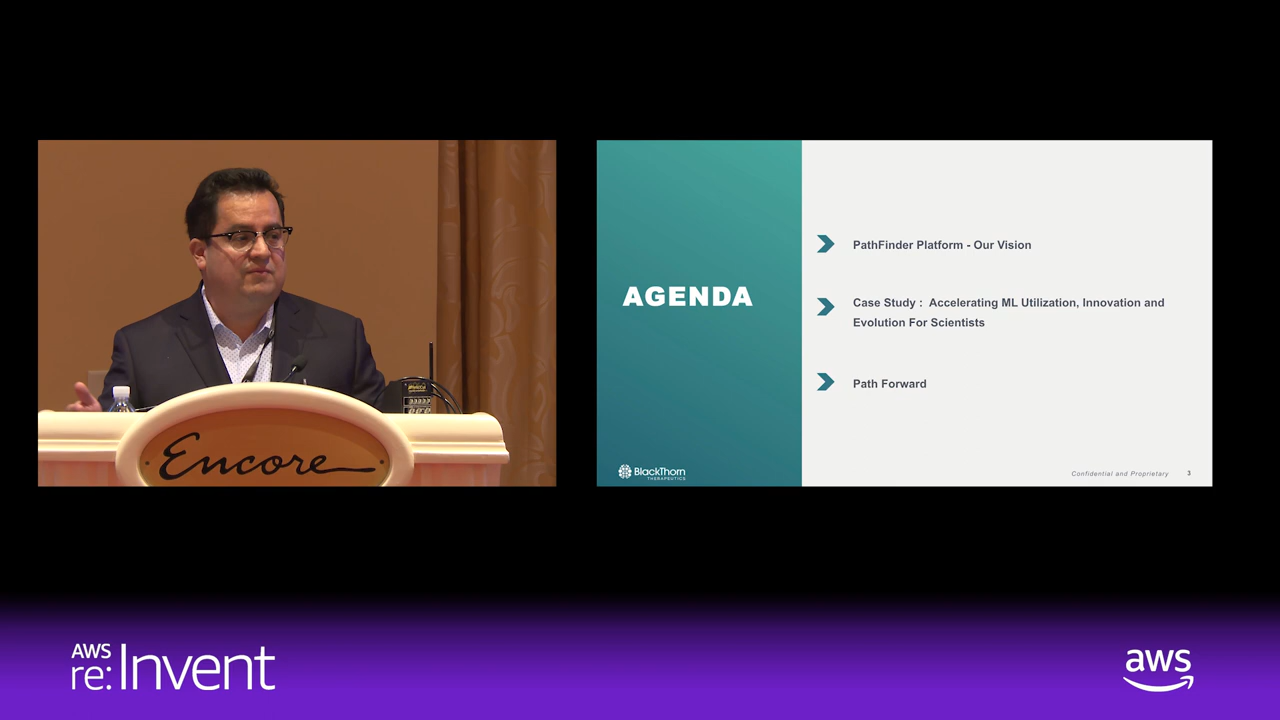 Encore
AGENDA
PathFinder Platform - Our Vision
Case Study : Accelerating ML Utilization, Innovation and
Evolution For Scientists
Path Forward
BlackThorn
THERAPEUTICS
Confidential and Proprietary 3
AWS
re:Invent
aws